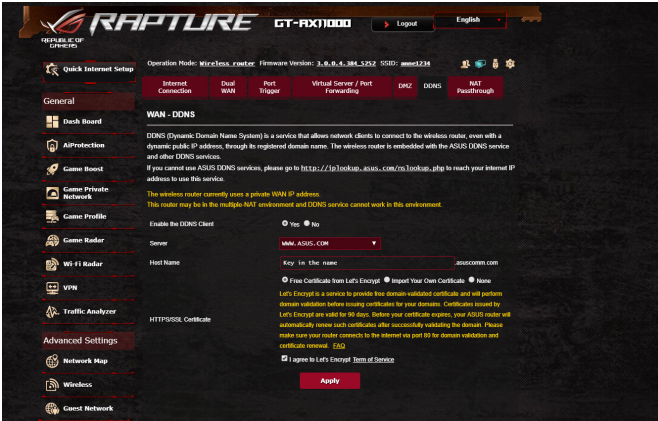 REPUBLIC OF
GAMERS
RAPTURE
GT-AX11000
Logout
English
Quick Internet Setup
Operation Mode: Wireless router Firmware Version: 3.0.0.4.384_5252 SSID: anne1234
Internet Connection
Dual WAN
Port Trigger
Virtual Server / Port Forwarding
DMZ
DDNS
NAT Passthrough
General
Dash Board
AiProtection
Game Boost
Game Private Network
Game Profile
Game Radar
Wi-Fi Radar
VPN
Traffic Analyzer
Advanced Settings
Network Map
Wireless
Guest Network
WAN - DDNS
DDNS (Dynamic Domain Name System) is a service that allows network clients to connect to the wireless router, even with a
dynamic public IP address, through its registered domain name. The wireless router is embedded with the ASUS DDNS service
and other DDNS services.
If you cannot use ASUS DDNS services, please go to http://iplookup.asus.com/nslookup.php to reach your internet IP
address to use this service.
The wireless router currently uses a private WAN IP address.
This router may be in the multiple-NAT environment and DDNS service cannot work in this environment.
Enable the DDNS Client
Yes No
Server
WWW.ASUS.COM
Host Name
Key in the name
.asuscomm.com
HTTPS/SSL Certificate
Free Certificate from Let's Encrypt Import Your Own Certificate None
Let's Encrypt is a service to provide free domain-validated certificate and will perform
domain validation before issuing certificates for your domains. Certificates issued by
Let's Encrypt are valid for 90 days. Before your certificate expires, your ASUS router will
automatically renew such certificates after successfully validating the domain. Please
make sure your router connects to the internet via port 80 for domain validation and
certificate renewal. FAQ
I agree to Let's Encrypt Term of Service
Apply